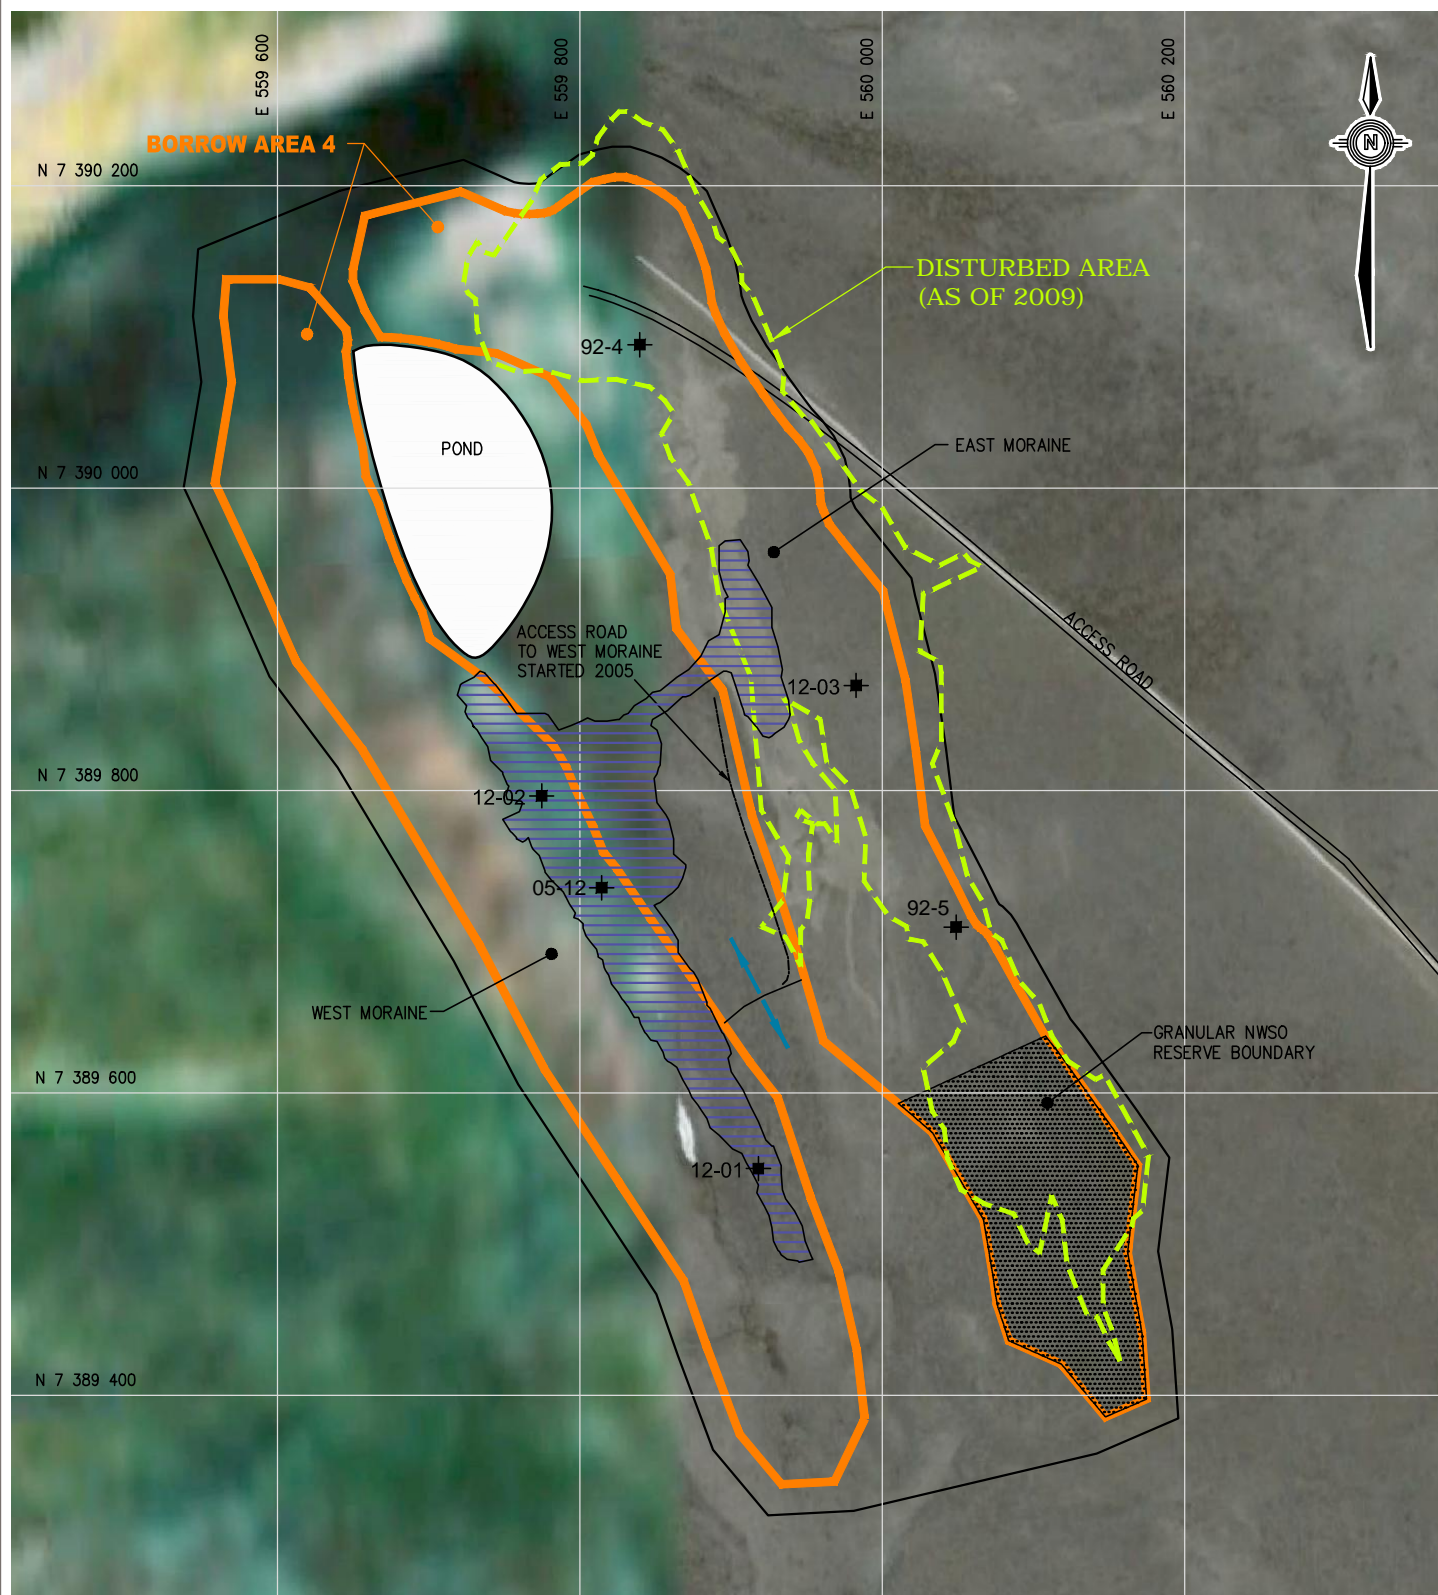 E 559 600
E 559 800
E 560 000
E 560 200
BORROW AREA 4
N
N 7 390 200
DISTURBED AREA
(AS OF 2009)
92-4
POND
EAST MORAINE
N 7 390 000
ACCESS ROAD
TO WEST MORAINE
STARTED 2005
ACCESS ROAD
12-03
N 7 389 800
12-02
05-12
92-5
WEST MORAINE
GRANULAR NWSO
RESERVE BOUNDARY
N 7 389 600
12-01
N 7 389 400